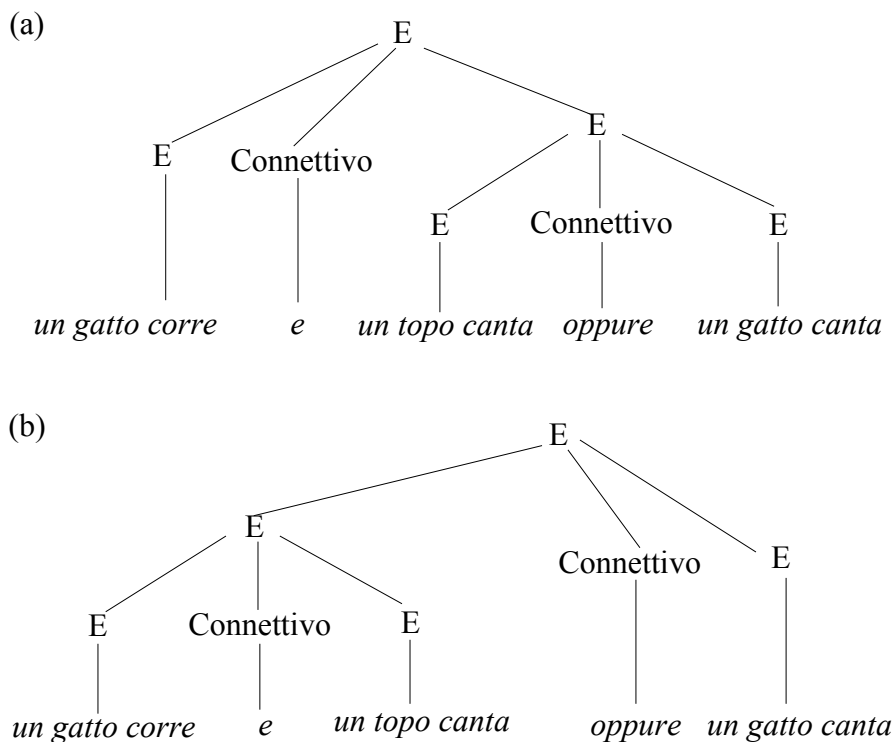 (a)
E
E
E Connettivo
E Connettivo E
un gatto corre e un topo canta oppure un gatto canta
(b)
E
E
Connettivo E
E Connettivo E
un gatto corre e un topo canta oppure un gatto canta